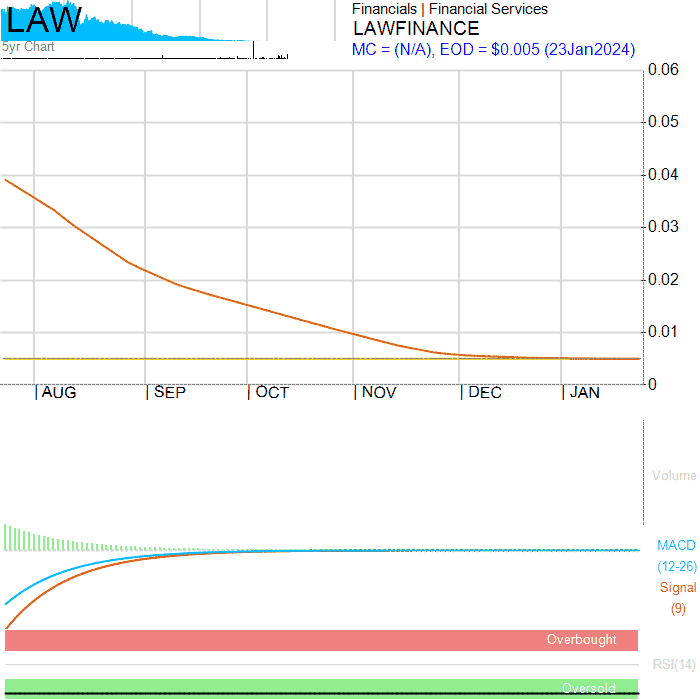 LAW
5yr Chart
Financials | Financial Services
LAWFINANCE
MC = (N/A), EOD = $0.005 (23Jan2024)
0.06
0.05
0.04
0.03
0.02
0.01
0
AUG SEP OCT NOV DEC JAN
Volume
MACD
(12-26)
Signal
(9)
Overbought
RSI(14)
Oversold